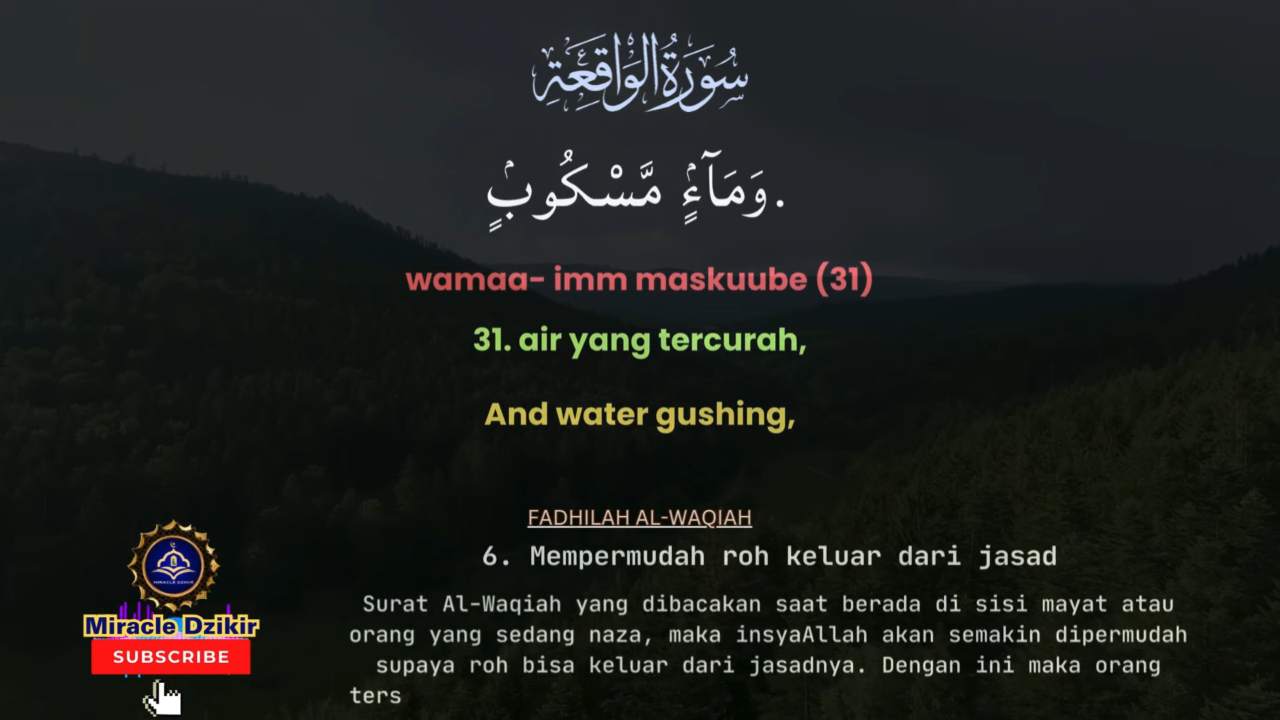 سُورَةُ الْوَاقِعَةِ
وَمَآءٍۢ مَّسْكُوبٍۢ.
wamaa- imm maskuube (31)
31. air yang tercurah,
And water gushing,
FADHILAH AL-WAQIAH
6. Mempermudah roh keluar dari jasad
Surat Al-Waqiah yang dibacakan saat berada di sisi mayat atau
orang yang sedang naza, maka insyaAllah akan semakin dipermudah
supaya roh bisa keluar dari jasadnya. Dengan ini maka orang
ters
MIRACLE DZIKIR
Miracle Dzikir
SUBSCRIBE